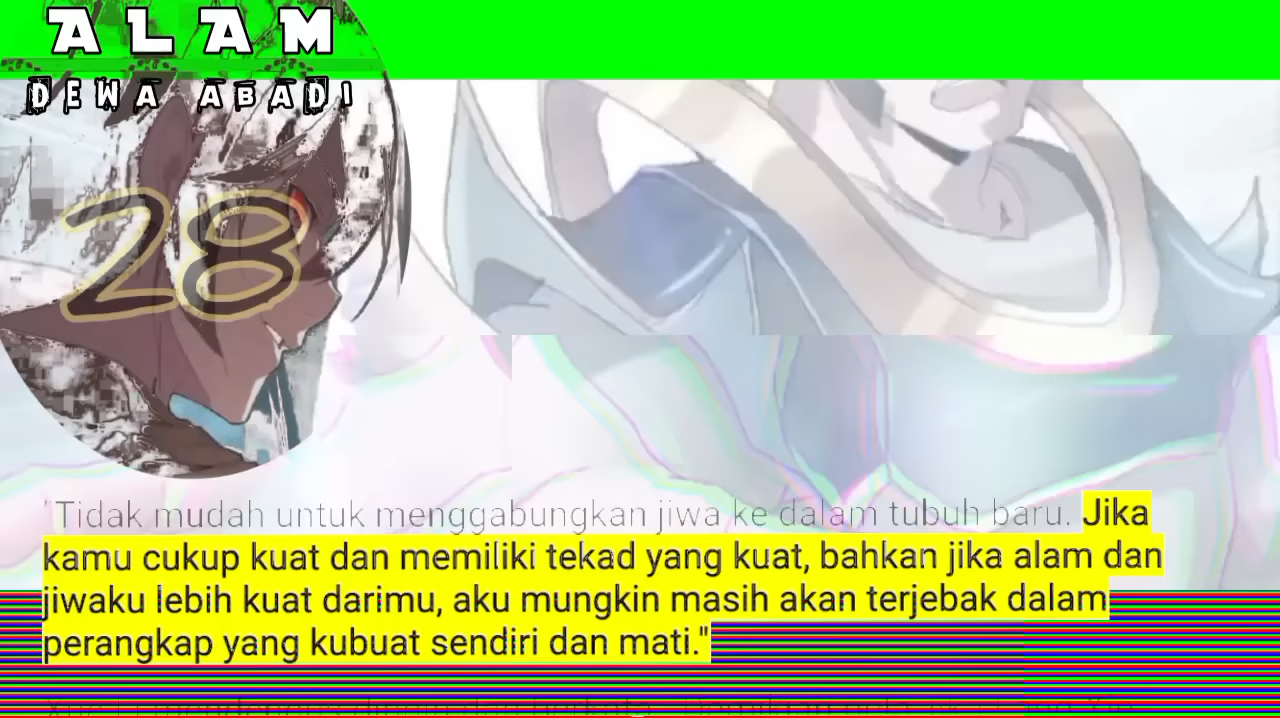 ALAM
DEWA ABADI
28
"Tidak mudah untuk menggabungkan jiwa ke dalam tubuh baru. Jika
kamu cukup kuat dan memiliki tekad yang kuat, bahkan jika alam dan
jiwaku lebih kuat darimu, aku mungkin masih akan terjebak dalam
perangkap yang kubuat sendiri dan mati."